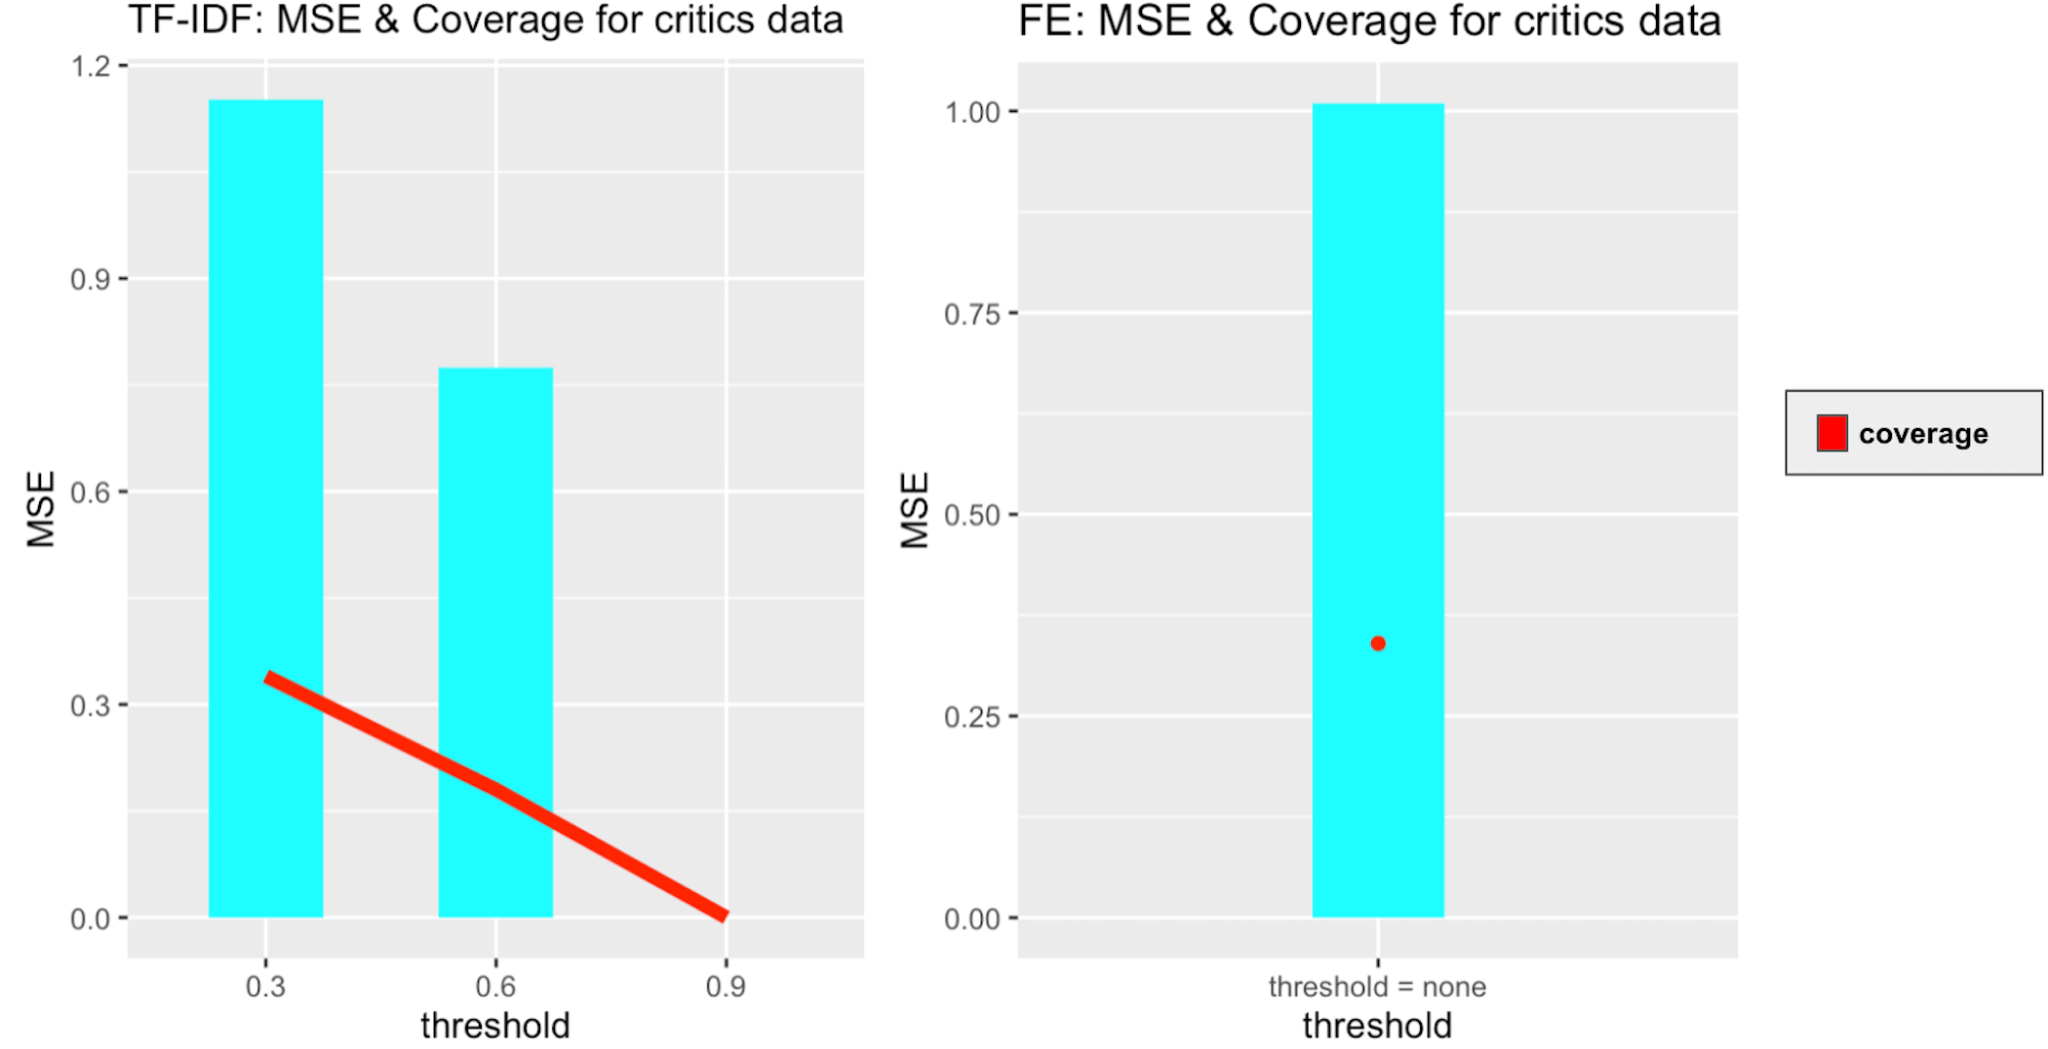 TF-IDF: MSE & Coverage for critics data
1.2
0.9
0.6
0.3
0.0
MSE
0.3 0.6 0.9
threshold
FE: MSE & Coverage for critics data
1.00
0.75
0.50
0.25
0.00
MSE
threshold = none
threshold
coverage